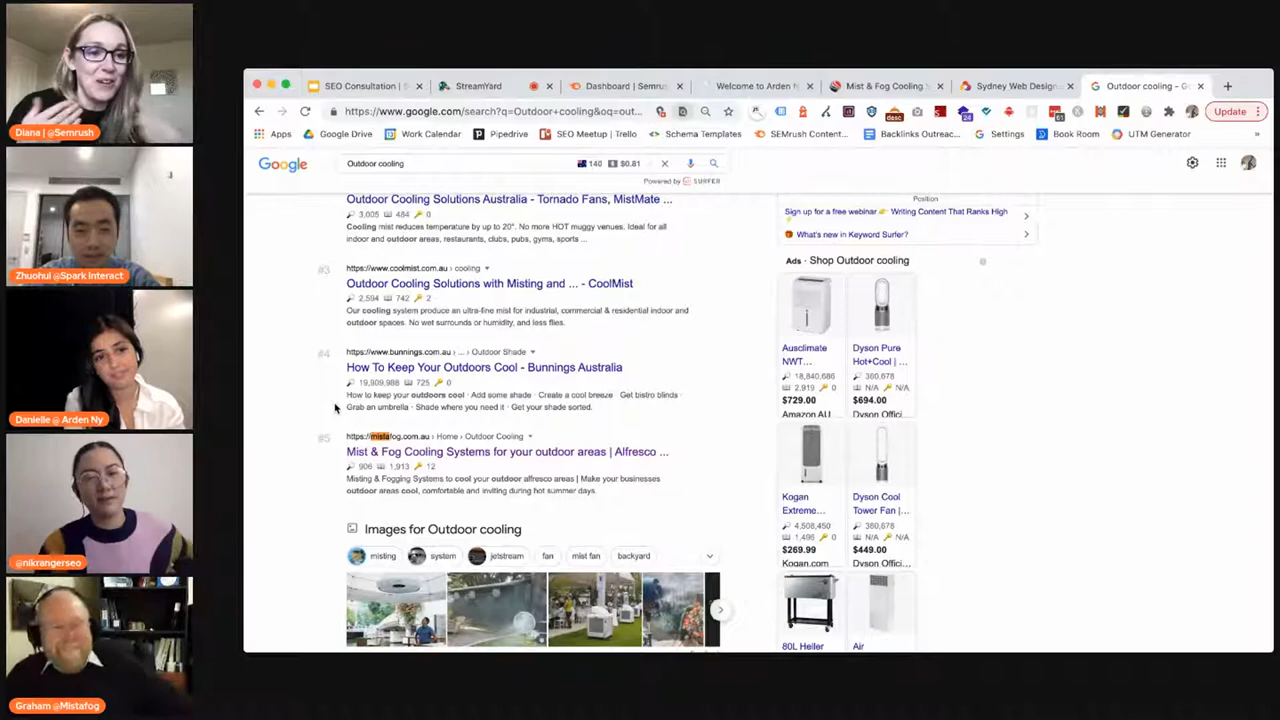 Diana | @Semrush
Zhuohui @Spark Interact
Danielle @ Arden Ny
@nikrangerseo
Graham @Mistafog
SEO Consultation | S
StreamYard
Dashboard | Semrus
Welcome to Arden N
Mist & Fog Cooling S
Sydney Web Design
Outdoor cooling - G
https://www.google.com/search?q=Outdoor+cooling&oq=out...
desc
24
61
Update
Apps
Google Drive
Work Calendar
Pipedrive
SEO Meetup | Trello
Schema Templates
SEMrush Content...
Backlinks Outreac...
Settings
Book Room
UTM Generator
»
Google
Outdoor cooling
140
$0.81
Powered by SURFER
Outdoor Cooling Solutions Australia - Tornado Fans, MistMate ...
3,005 484 0
Cooling mist reduces temperature by up to 20°. No more HOT muggy venues. Ideal for all
indoor and outdoor areas, restaurants, clubs, pubs, gyms, sports ...
#3
https://www.coolmist.com.au › cooling
Outdoor Cooling Solutions with Misting and ... - CoolMist
2,594 742 2
Our cooling system produce an ultra-fine mist for industrial, commercial & residential indoor and
outdoor spaces. No wet surrounds or humidity, and less flies.
#4
https://www.bunnings.com.au › ... › Outdoor Shade
How To Keep Your Outdoors Cool - Bunnings Australia
19,909,988 725 0
How to keep your outdoors cool · Add some shade · Create a cool breeze · Get bistro blinds ·
Grab an umbrella · Shade where you need it · Get your shade sorted.
#5
https://mistafog.com.au › Home › Outdoor Cooling
Mist & Fog Cooling Systems for your outdoor areas | Alfresco ...
906 1,913 12
Misting & Fogging Systems to cool your outdoor alfresco areas | Make your businesses
outdoor areas cool, comfortable and inviting during hot summer days.
Images for Outdoor cooling
misting
system
jetstream
fan
mist fan
backyard
Position
Sign up for a free webinar 👉 Writing Content That Ranks High
What's new in Keyword Surfer?
Ads · Shop Outdoor cooling
Ausclimate
NWT...
18,840,686
2,919 0
$729.00
Amazon AU
Dyson Pure
Hot+Cool | ...
360,678
N/A N/A
$694.00
Dyson Offici...
Kogan
Extreme...
4,508,450
1,496 0
$269.99
Kogan.com
Dyson Cool
Tower Fan | ...
360,678
N/A N/A
$449.00
Dyson Offici...
80L Heller
Air